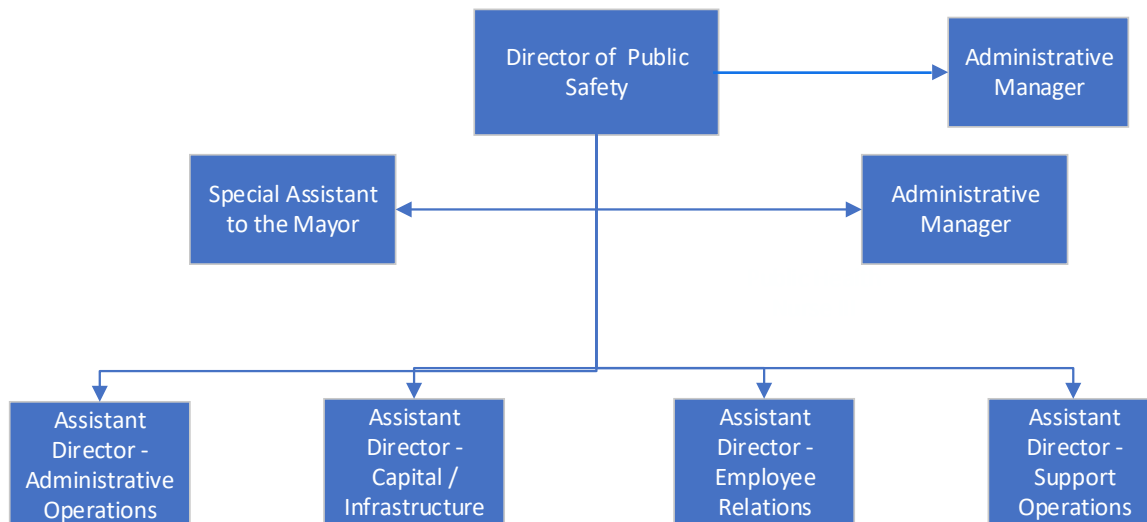 Director of  Public
Safety
Administrative
Manager
Special Assistant
to the Mayor
Administrative
Manager
Assistant
Director -
Administrative
Operations
Assistant
Director -
Capital /
Infrastructure
Assistant
Director -
Employee
Relations
Assistant
Director -
Support
Operations